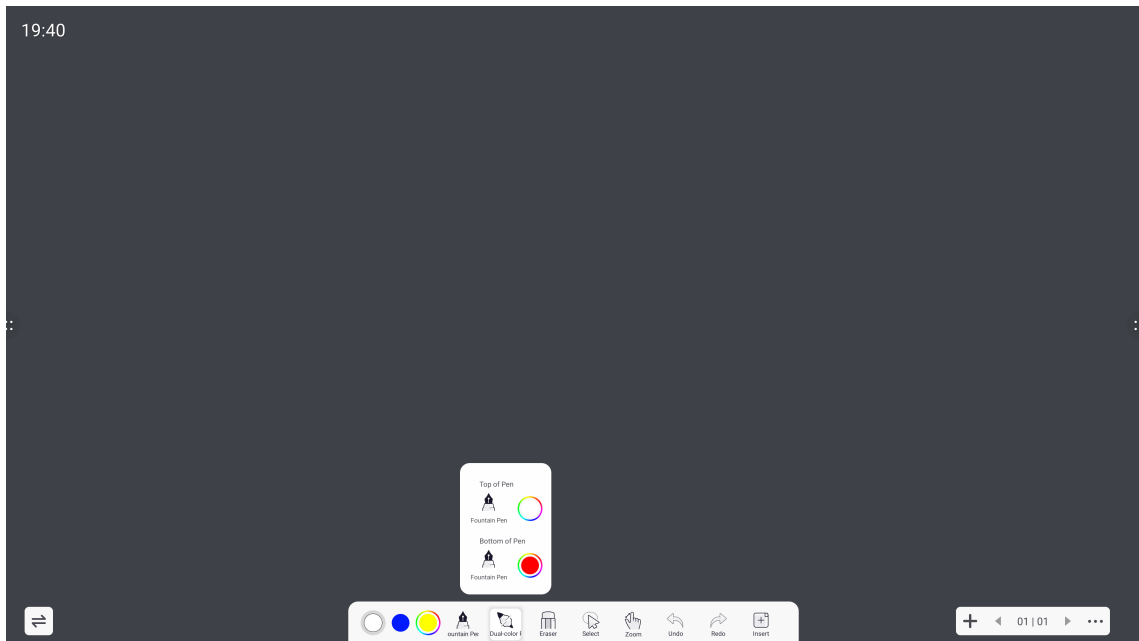 19:40
Top of Pen
Fountain Pen
Bottom of Pen
Fountain Pen
ountain Per
Dual-color F
Eraser
Select
Zoom
Undo
Redo
Insert
01 | 01